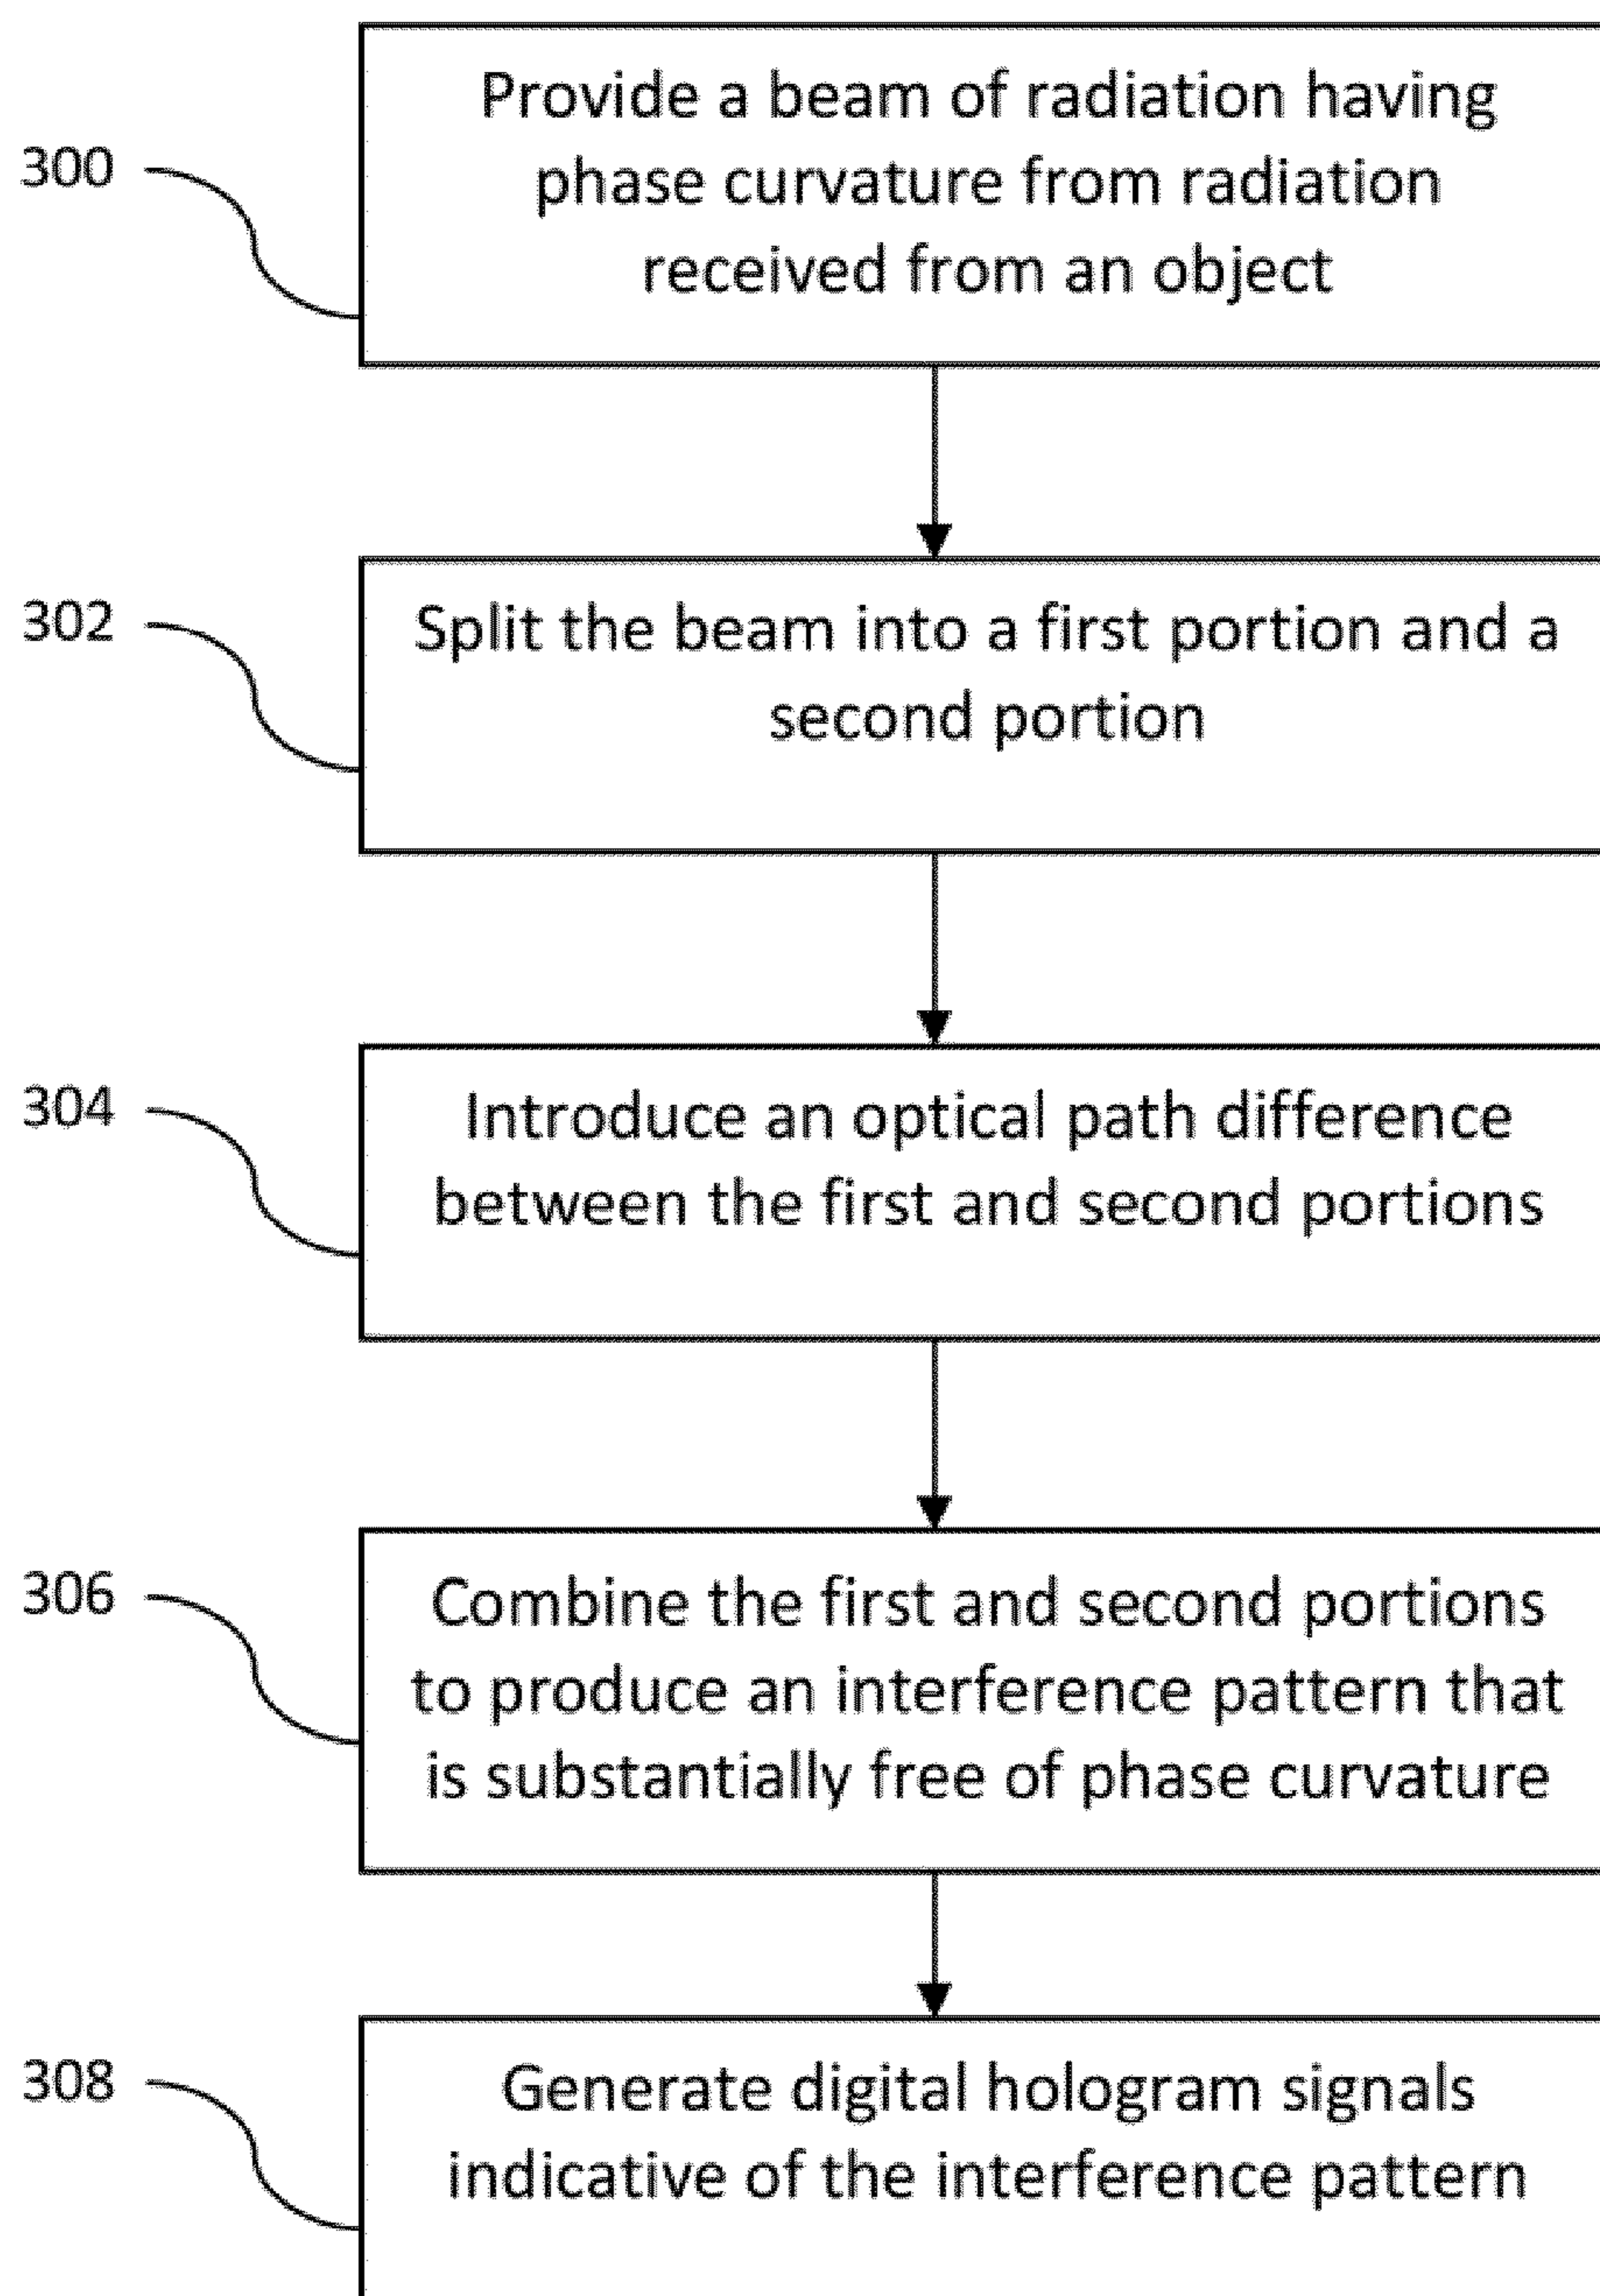 Provide a beam of radiation having
300
phase curvature from radiation
received from an object
302
Split the beam into a first portion and a
second portion
304
Introduce an optical path difference
between the first and second portions
306
Combine the first and second portions
to produce an interference pattern that
is substantially free of phase curvature
308
Generate digital hologram signals
indicative of the interference pattern